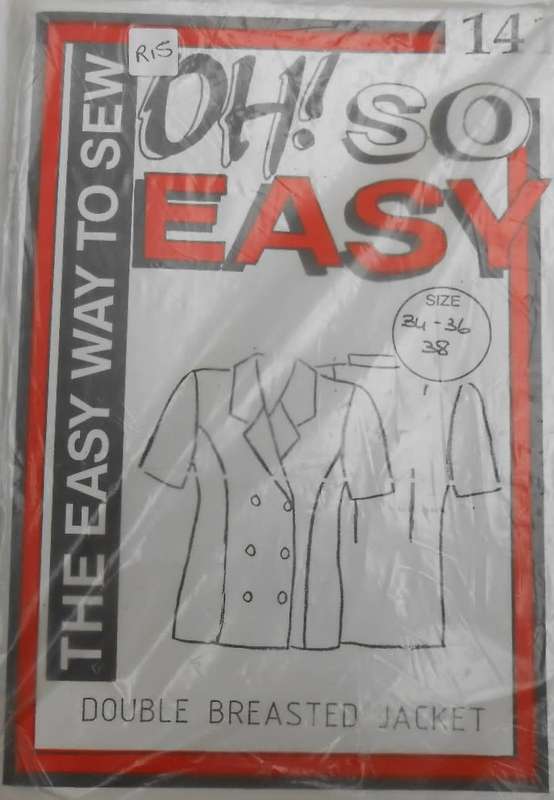 14
R15
OH! SO
EASY
THE EASY WAY TO SEW
SIZE
34-36
38
DOUBLE BREASTED JACKET